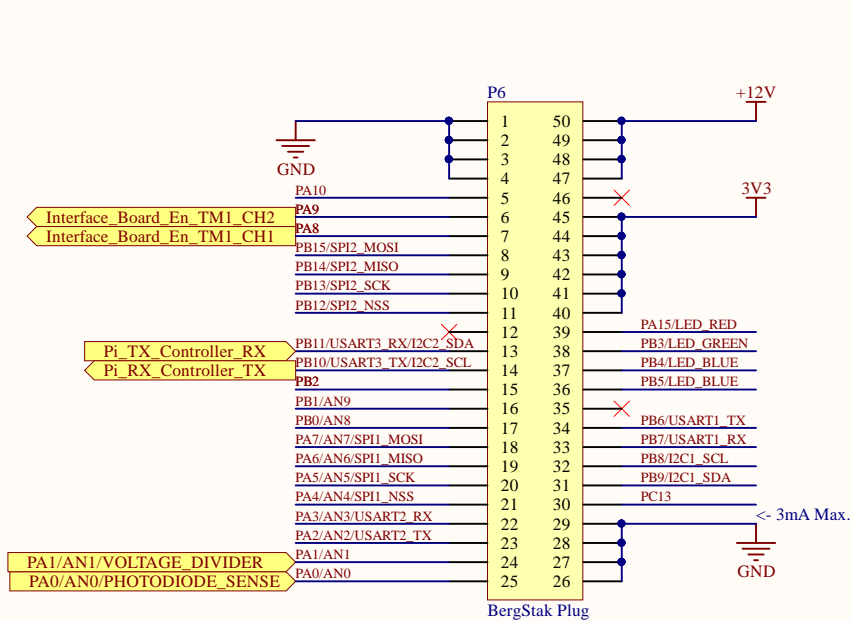 P6
+12V
1 50
2 49
GND
3 48
4 47
3V3
PA10 5 46
Interface_Board_En_TM1_CH2 PA9 6 45
Interface_Board_En_TM1_CH1 PA8 7 44
PB15/SPI2_MOSI 8 43
PB14/SPI2_MISO 9 42
PB13/SPI2_SCK 10 41
PB12/SPI2_NSS 11 40
12 39 PA15/LED_RED
Pi_TX_Controller_RX PB11/USART3_RX/I2C2_SDA 13 38 PB3/LED_GREEN
Pi_RX_Controller_TX PB10/USART3_TX/I2C2_SCL 14 37 PB4/LED_BLUE
PB2 15 36 PB5/LED_BLUE
PB1/AN9 16 35
PB0/AN8 17 34 PB6/USART1_TX
PA7/AN7/SPI1_MOSI 18 33 PB7/USART1_RX
PA6/AN6/SPI1_MISO 19 32 PB8/I2C1_SCL
PA5/AN5/SPI1_SCK 20 31 PB9/I2C1_SDA
PA4/AN4/SPI1_NSS 21 30 PC13
<- 3mA Max.
PA3/AN3/USART2_RX 22 29
PA2/AN2/USART2_TX 23 28
PA1/AN1/VOLTAGE_DIVIDER PA1/AN1 24 27
GND
PA0/AN0/PHOTODIODE_SENSE PA0/AN0 25 26
BergStak Plug